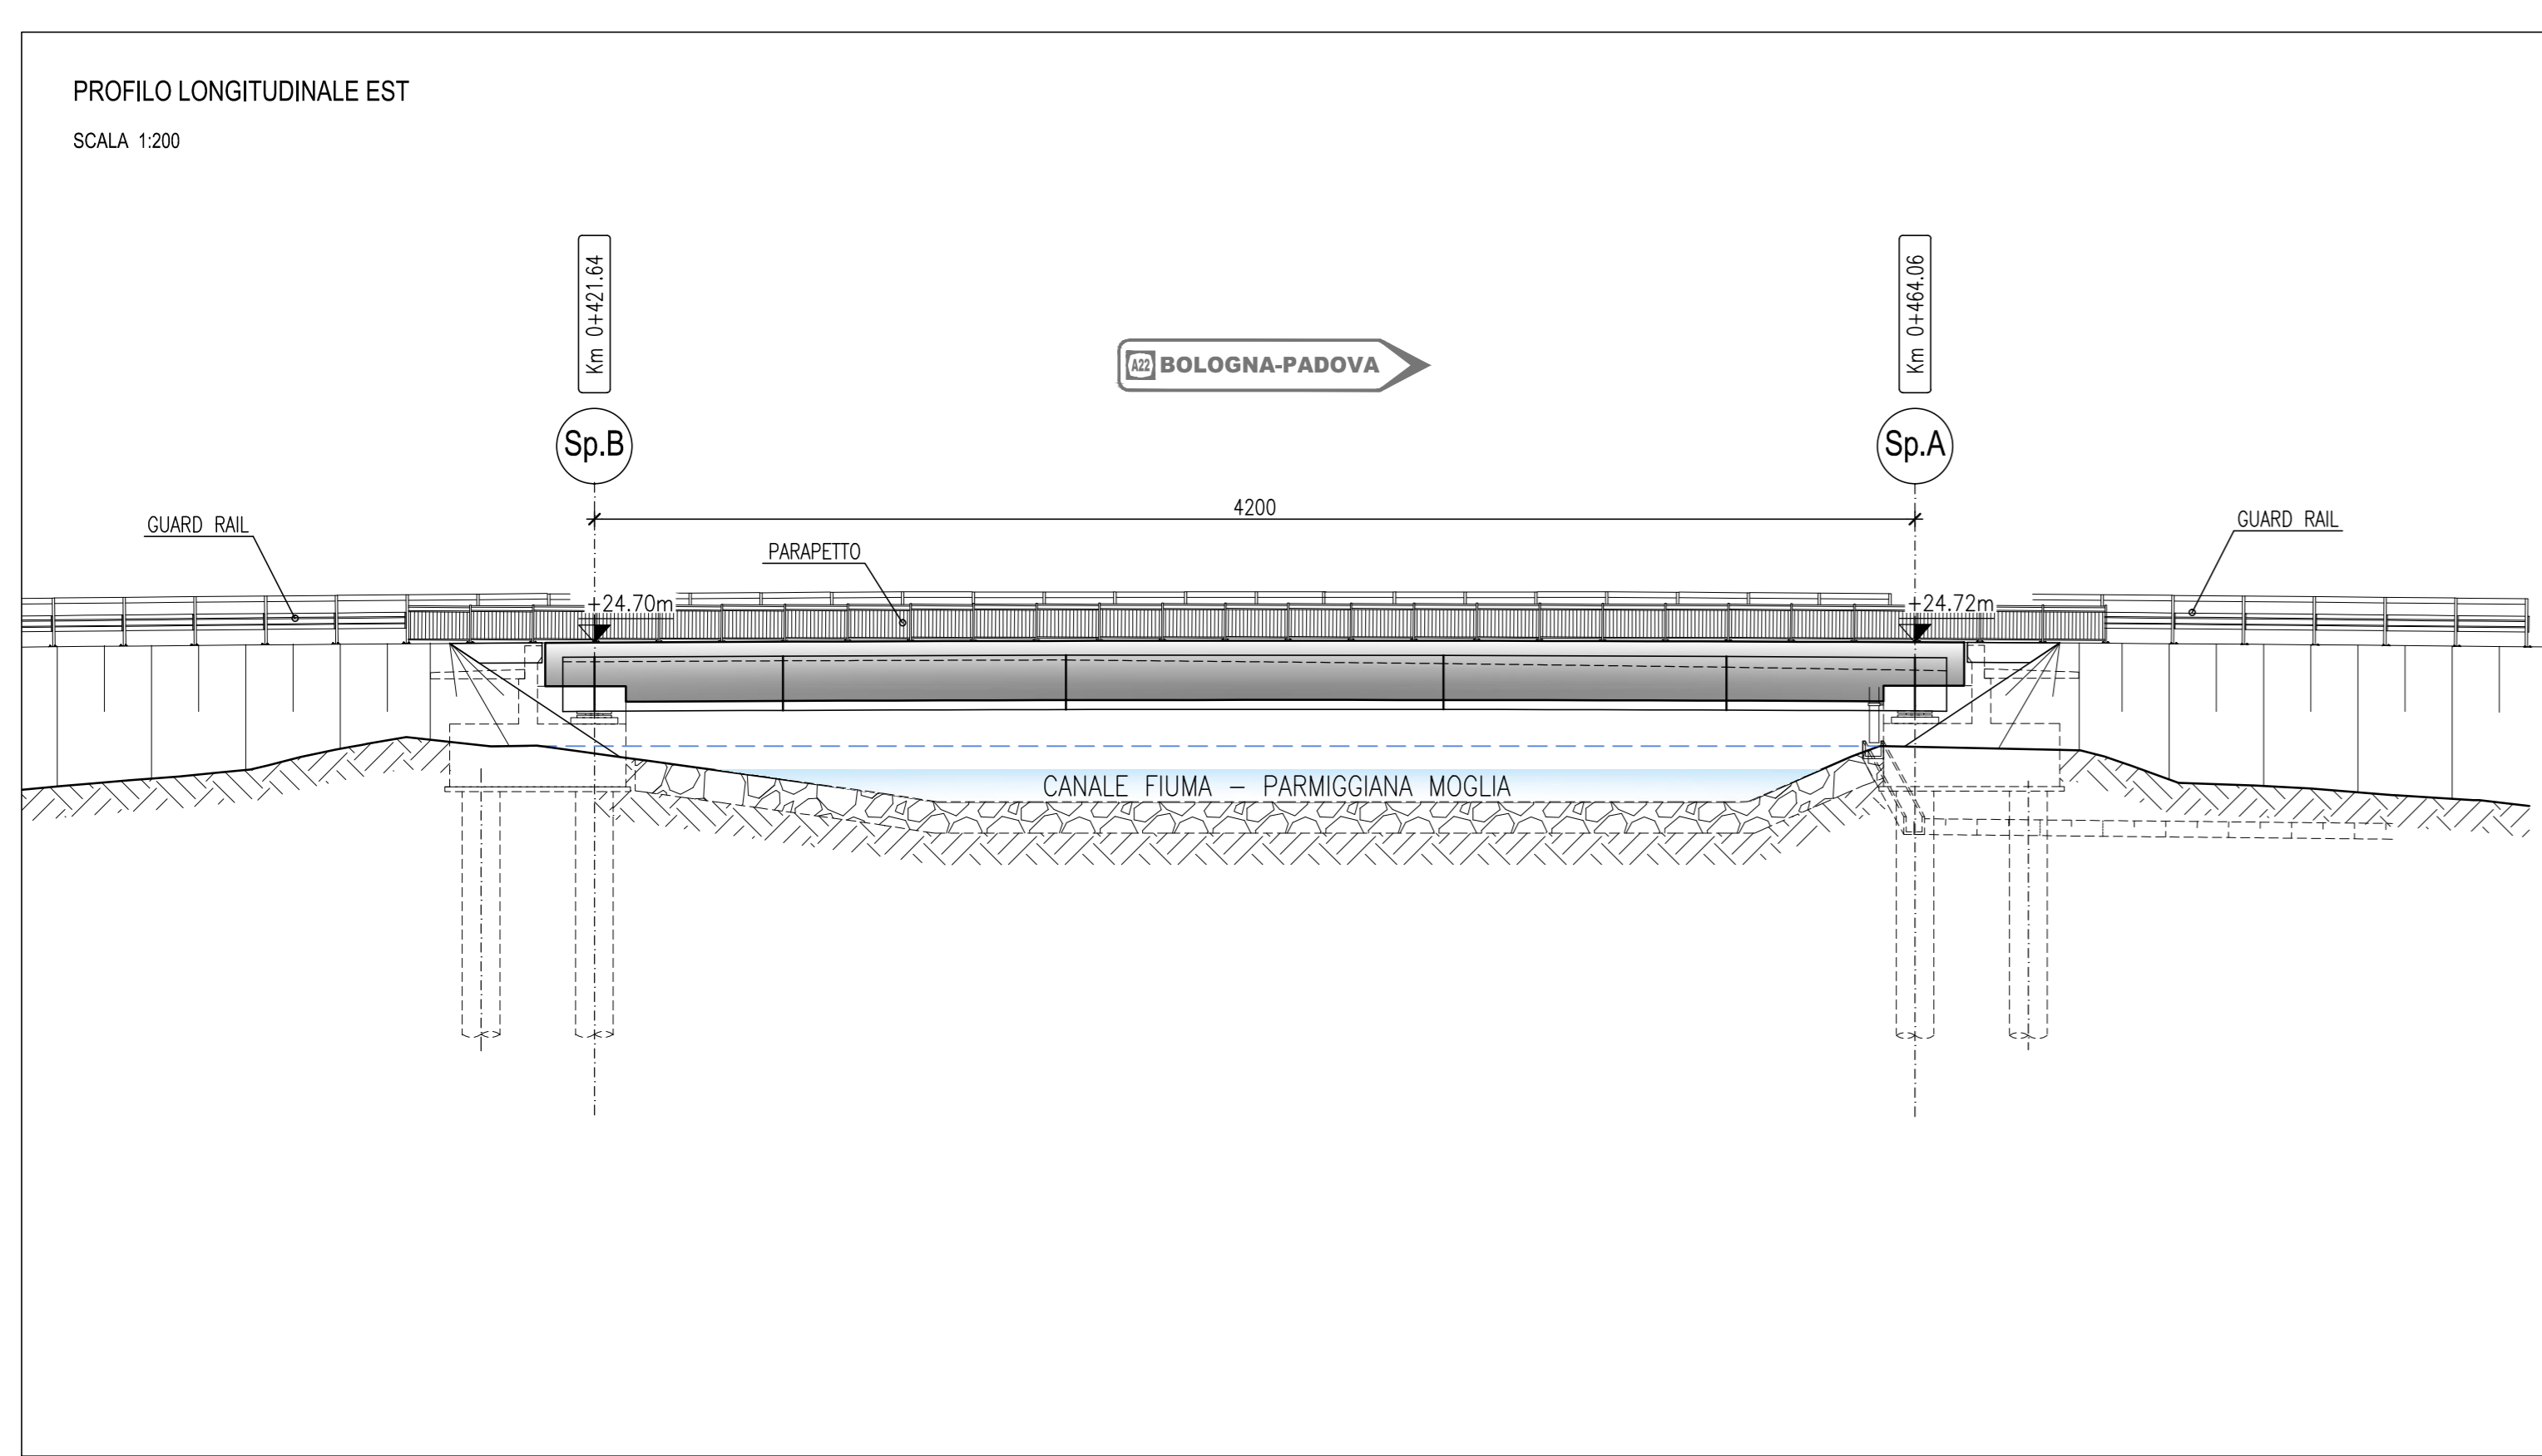 PROFILO LONGITUDINALE EST
SCALA 1:200
Km 0+421.64
Km 0+464.06
A22 BOLOGNA-PADOVA
Sp.B
Sp.A
4200
GUARD RAIL
PARAPETTO
GUARD RAIL
+24.70m
+24.72m
CANALE FIUMA – PARMIGGIANA MOGLIA